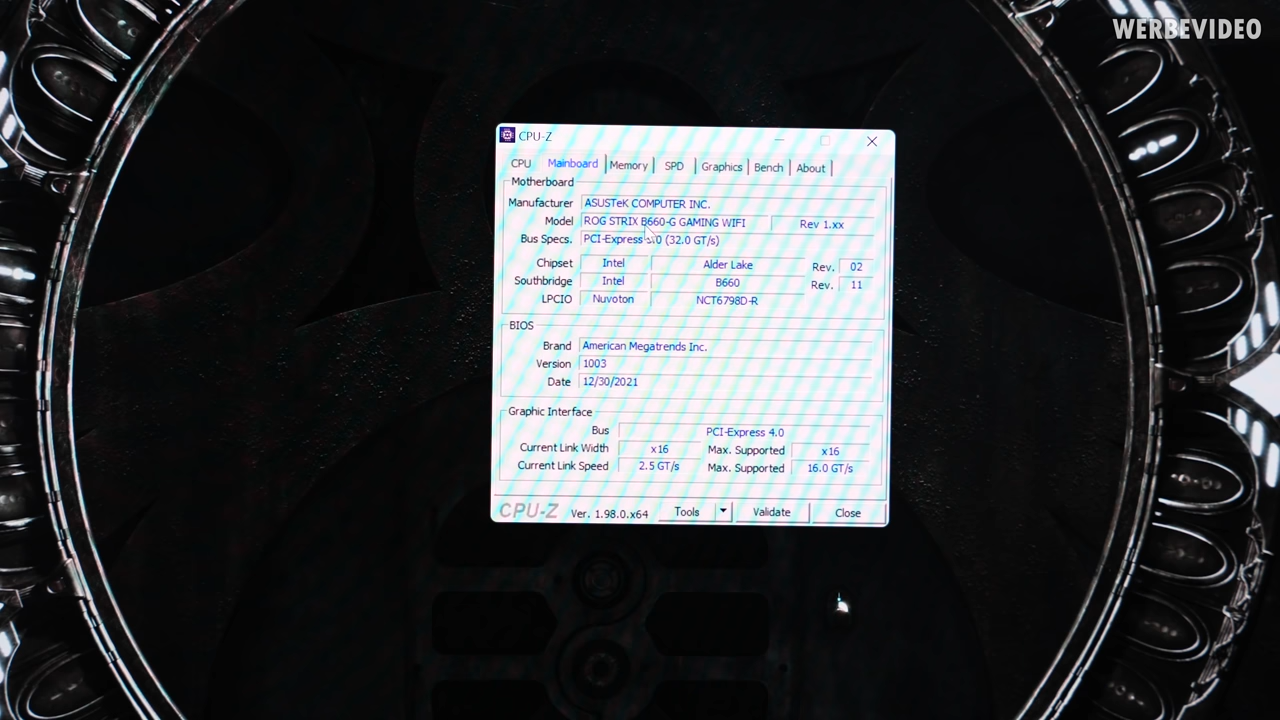 WERBEVIDEO
CPU-Z
CPU Mainboard Memory SPD Graphics Bench About
Motherboard
Manufacturer ASUSTeK COMPUTER INC.
Model ROG STRIX B660-G GAMING WIFI Rev 1.xx
Bus Specs. PCI-Express (32.0 GT/s)
Chipset Intel Alder Lake Rev. 02
Southbridge Intel B660 Rev. 11
LPCIO Nuvoton NCT6798D-R
BIOS
Brand American Megatrends Inc.
Version 1003
Date 12/30/2021
Graphic Interface
Bus PCI-Express 4.0
Current Link Width x16 Max. Supported x16
Current Link Speed 2.5 GT/s Max. Supported 16.0 GT/s
CPU-Z Ver. 1.98.0.x64 Tools Validate Close